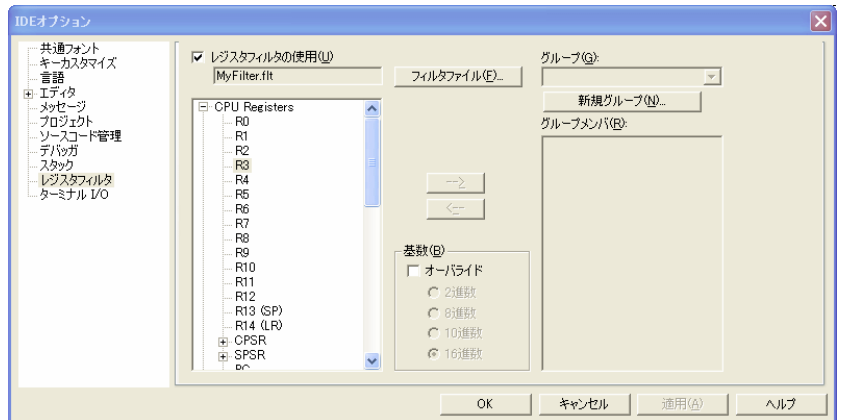 IDEオプション
共通フォント
キーカスタマイズ
言語
エディタ
メッセージ
プロジェクト
ソースコード管理
デバッガ
スタック
レジスタフィルタ
ターミナル I/O
レジスタフィルタの使用(U)
MyFilter.flt
フィルタファイル(F)...
CPU Registers
R0
R1
R2
R3
R4
R5
R6
R7
R8
R9
R10
R11
R12
R13 (SP)
R14 (LR)
CPSR
SPSR
PC
-->
<--
基数(B)
オーバライド
2進数
8進数
10進数
16進数
グループ(G):
新規グループ(N)...
グループメンバ(R):
OK
キャンセル
適用(A)
ヘルプ